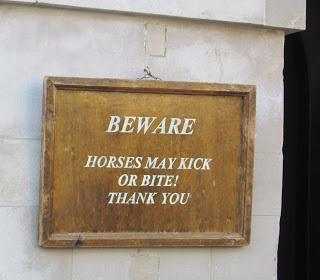 BEWARE
HORSES MAY KICK
OR BITE!
THANK YOU